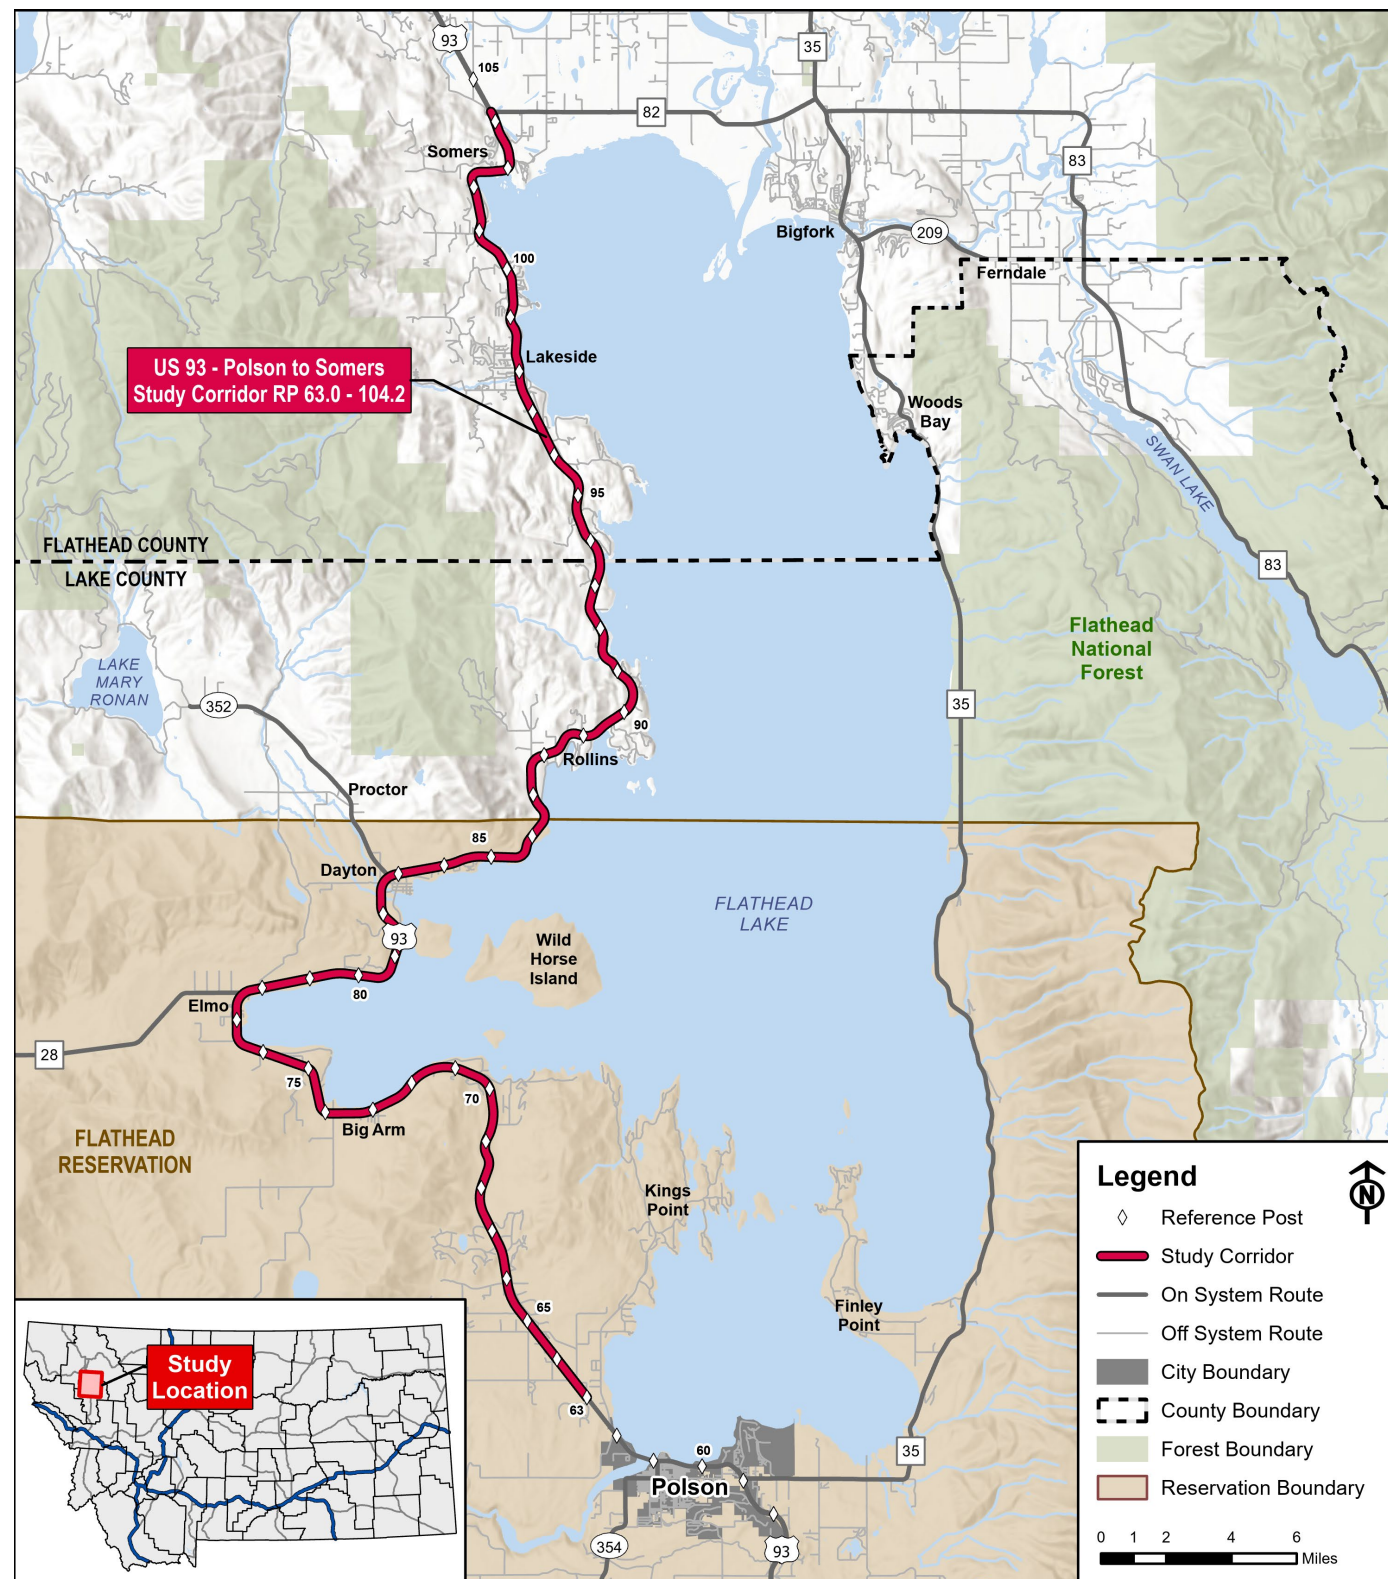 93
105
35
82
Somers
83
Bigfork
209
100
Ferndale
Lakeside
US 93 - Polson to Somers
Study Corridor RP 63.0 - 104.2
Woods
Bay
SWAN LAKE
95
FLATHEAD COUNTY
LAKE COUNTY
83
Flathead
National
Forest
LAKE
MARY
RONAN
352
35
90
Rollins
Proctor
85
Dayton
FLATHEAD
LAKE
93
Wild
Horse
Island
80
Elmo
28
75
70
Big Arm
FLATHEAD
RESERVATION
Kings
Point
65
Finley
Point
63
60
Polson
35
354
93
Study
Location
Legend
N
Reference Post
Study Corridor
On System Route
Off System Route
City Boundary
County Boundary
Forest Boundary
Reservation Boundary
0 1 2 4 6
Miles